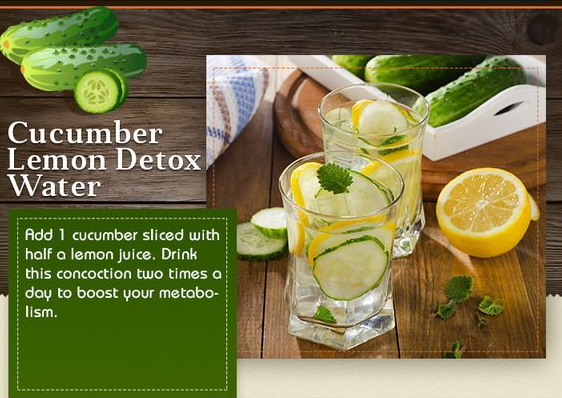 Cucumber
Lemon Detox
Water
Add 1 cucumber sliced with
half a lemon juice. Drink
this concoction two times a
day to boost your metabo-
lism.